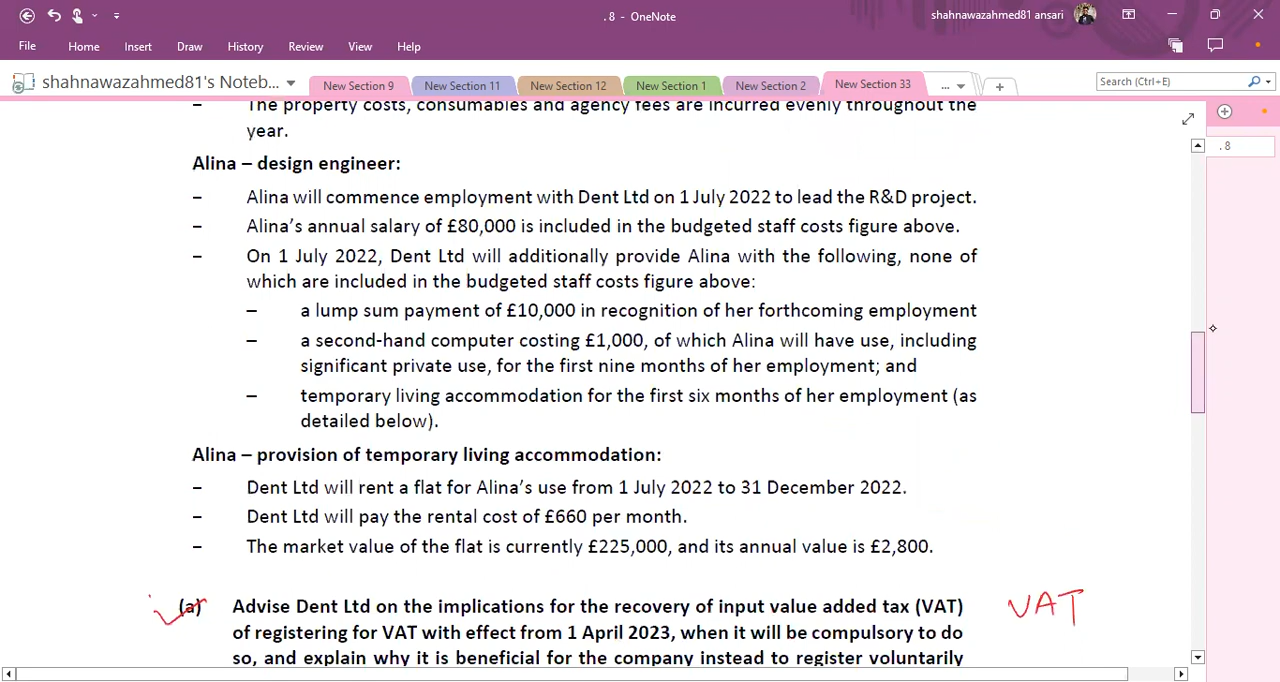 . 8 - OneNote
shahnawazahmed81 ansari
File Home Insert Draw History Review View Help
shahnawazahmed81's Noteb... New Section 9 New Section 11 New Section 12 New Section 1 New Section 2 New Section 33 ... Search (Ctrl+E)
. 8
– The property costs, consumables and agency fees are incurred evenly throughout the
year.
Alina – design engineer:
– Alina will commence employment with Dent Ltd on 1 July 2022 to lead the R&D project.
– Alina's annual salary of £80,000 is included in the budgeted staff costs figure above.
– On 1 July 2022, Dent Ltd will additionally provide Alina with the following, none of
which are included in the budgeted staff costs figure above:
– a lump sum payment of £10,000 in recognition of her forthcoming employment
– a second-hand computer costing £1,000, of which Alina will have use, including
significant private use, for the first nine months of her employment; and
– temporary living accommodation for the first six months of her employment (as
detailed below).
Alina – provision of temporary living accommodation:
– Dent Ltd will rent a flat for Alina's use from 1 July 2022 to 31 December 2022.
– Dent Ltd will pay the rental cost of £660 per month.
– The market value of the flat is currently £225,000, and its annual value is £2,800.
(a) Advise Dent Ltd on the implications for the recovery of input value added tax (VAT) VAT
of registering for VAT with effect from 1 April 2023, when it will be compulsory to do
so, and explain why it is beneficial for the company instead to register voluntarily